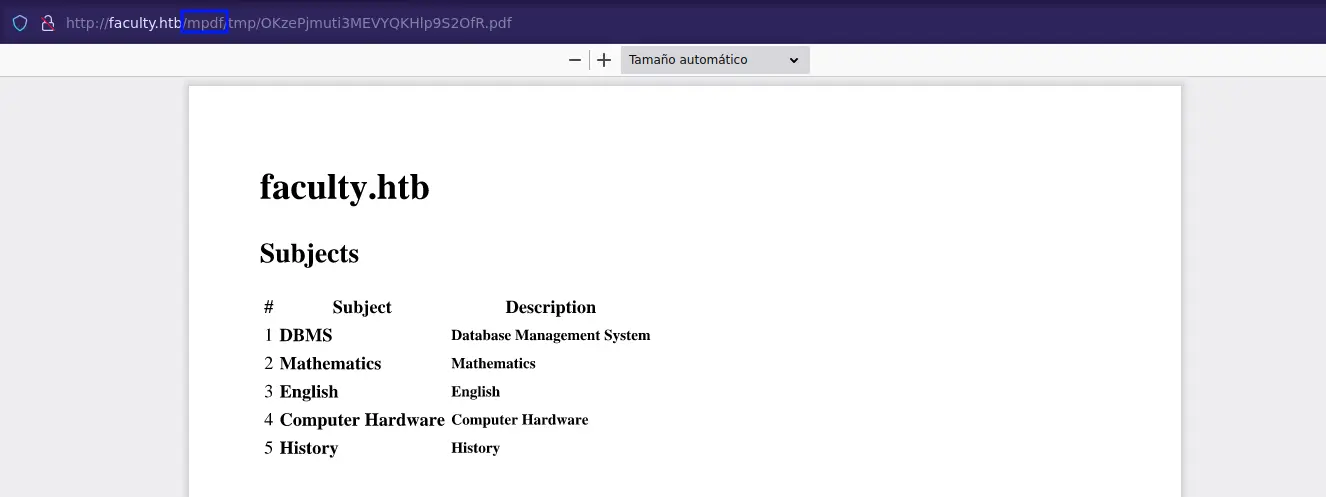 http://faculty.htb/mpdf/tmp/OKzePjmuti3MEVYQKHlp9S2OfR.pdf
Tamaño automático
faculty.htb
Subjects
# Subject Description
1 DBMS Database Management System
2 Mathematics Mathematics
3 English English
4 Computer Hardware Computer Hardware
5 History History